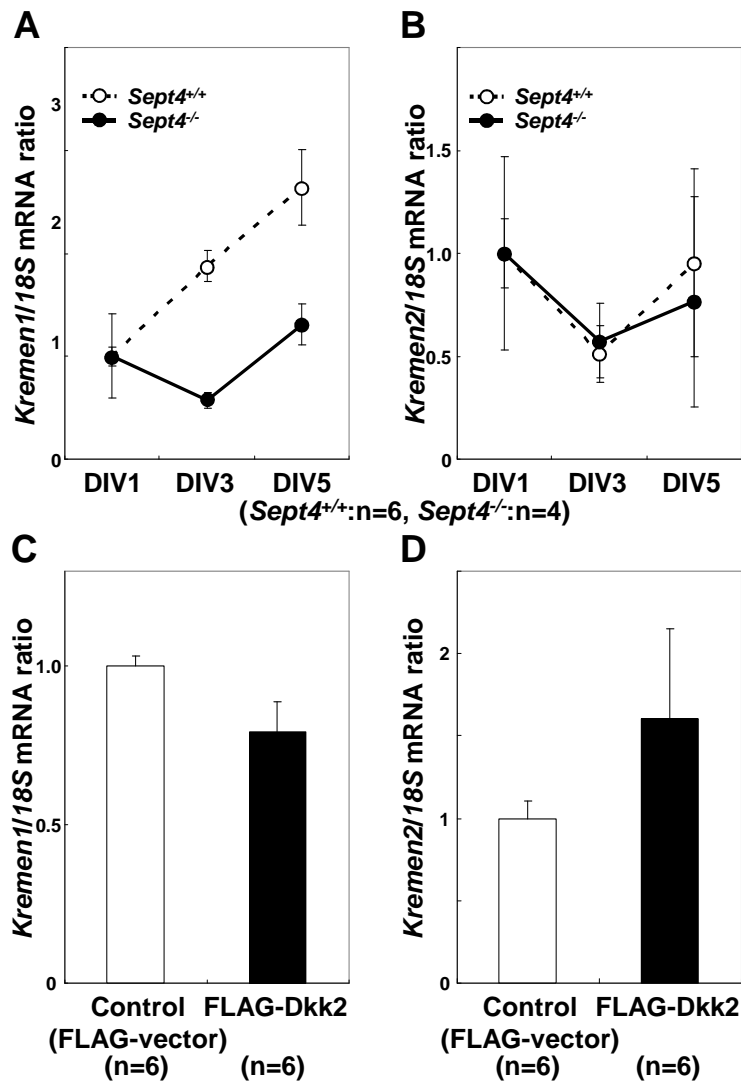 A
Kremen1/18S mRNA ratio
3
2
1
0
Sept4+/+
Sept4-/-
DIV1 DIV3 DIV5
B
Kremen2/18S mRNA ratio
1.5
1.0
0.5
0
Sept4+/+
Sept4-/-
DIV1 DIV3 DIV5
(Sept4+/+:n=6, Sept4-/-:n=4)
C
Kremen1/18S mRNA ratio
1.0
0.5
0
Control FLAG-Dkk2
(FLAG-vector)
(n=6) (n=6)
D
Kremen2/18S mRNA ratio
2
1
0
Control FLAG-Dkk2
(FLAG-vector)
(n=6) (n=6)